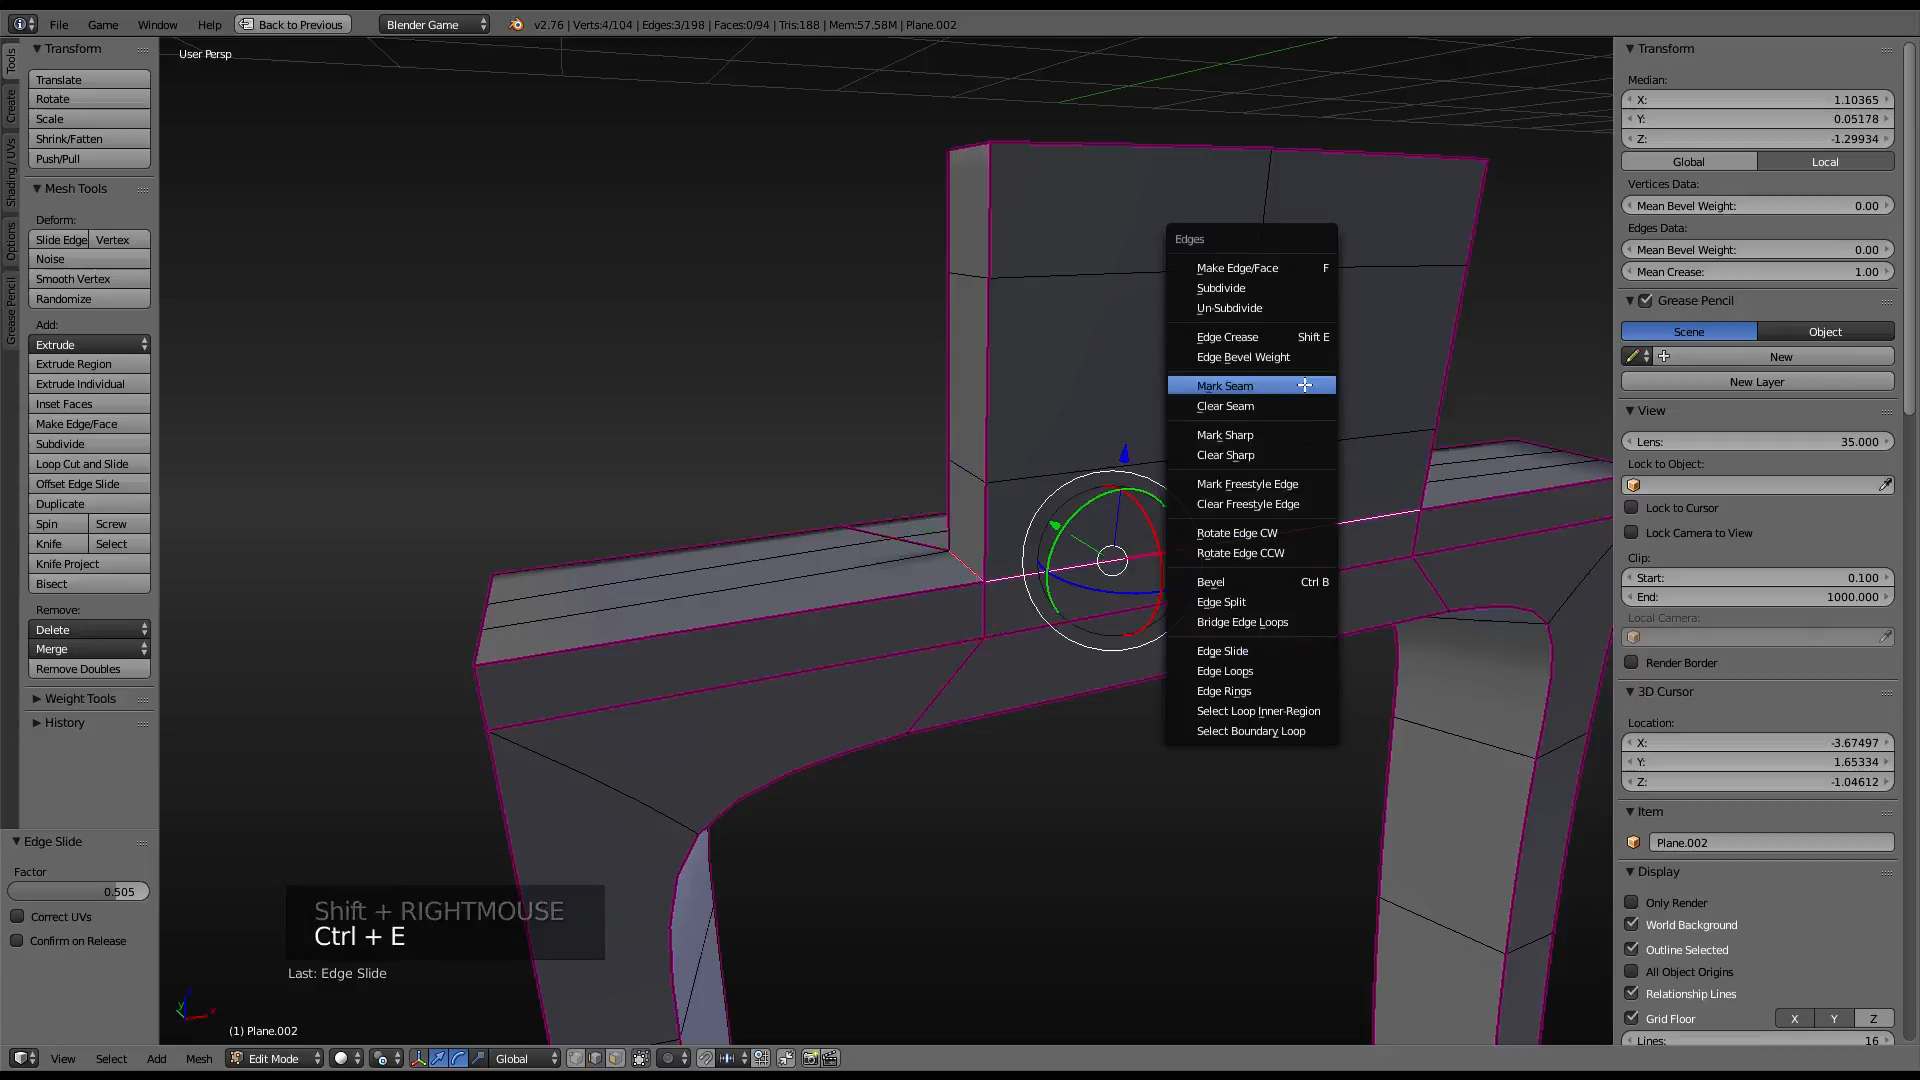 File Game Window Help Back to Previous Blender Game v2.76 | Verts:4/104 | Edges:3/198 | Faces:0/94 | Tris:188 | Mem:57.58M | Plane.002
Tools
Create
Shading / UVs
Options
Grease Pencil
Transform
Translate
Rotate
Scale
Shrink/Fatten
Push/Pull
Mesh Tools
Deform:
Slide Edge Vertex
Noise
Smooth Vertex
Randomize
Add:
Extrude
Extrude Region
Extrude Individual
Inset Faces
Make Edge/Face
Subdivide
Loop Cut and Slide
Offset Edge Slide
Duplicate
Spin Screw
Knife Select
Knife Project
Bisect
Remove:
Delete
Merge
Remove Doubles
Weight Tools
History
Edge Slide
Factor
0.505
Correct UVs
Confirm on Release
User Persp
Edges
Make Edge/Face F
Subdivide
Un-Subdivide
Edge Crease Shift E
Edge Bevel Weight
Mark Seam
Clear Seam
Mark Sharp
Clear Sharp
Mark Freestyle Edge
Clear Freestyle Edge
Rotate Edge CW
Rotate Edge CCW
Bevel Ctrl B
Edge Split
Bridge Edge Loops
Edge Slide
Edge Loops
Edge Rings
Select Loop Inner-Region
Select Boundary Loop
Shift + RIGHTMOUSE
Ctrl + E
Last: Edge Slide
(1) Plane.002
View Select Add Mesh Edit Mode Global
Transform
Median:
X: 1.10365
Y: 0.05178
Z: -1.29934
Global Local
Vertices Data:
Mean Bevel Weight: 0.00
Edges Data:
Mean Bevel Weight: 0.00
Mean Crease: 1.00
Grease Pencil
Scene Object
New
New Layer
View
Lens: 35.000
Lock to Object:
Lock to Cursor
Lock Camera to View
Clip:
Start: 0.100
End: 1000.000
Local Camera:
Render Border
3D Cursor
Location:
X: -3.67497
Y: 1.65334
Z: -1.04612
Item
Plane.002
Display
Only Render
World Background
Outline Selected
All Object Origins
Relationship Lines
Grid Floor X Y Z
Lines: 16